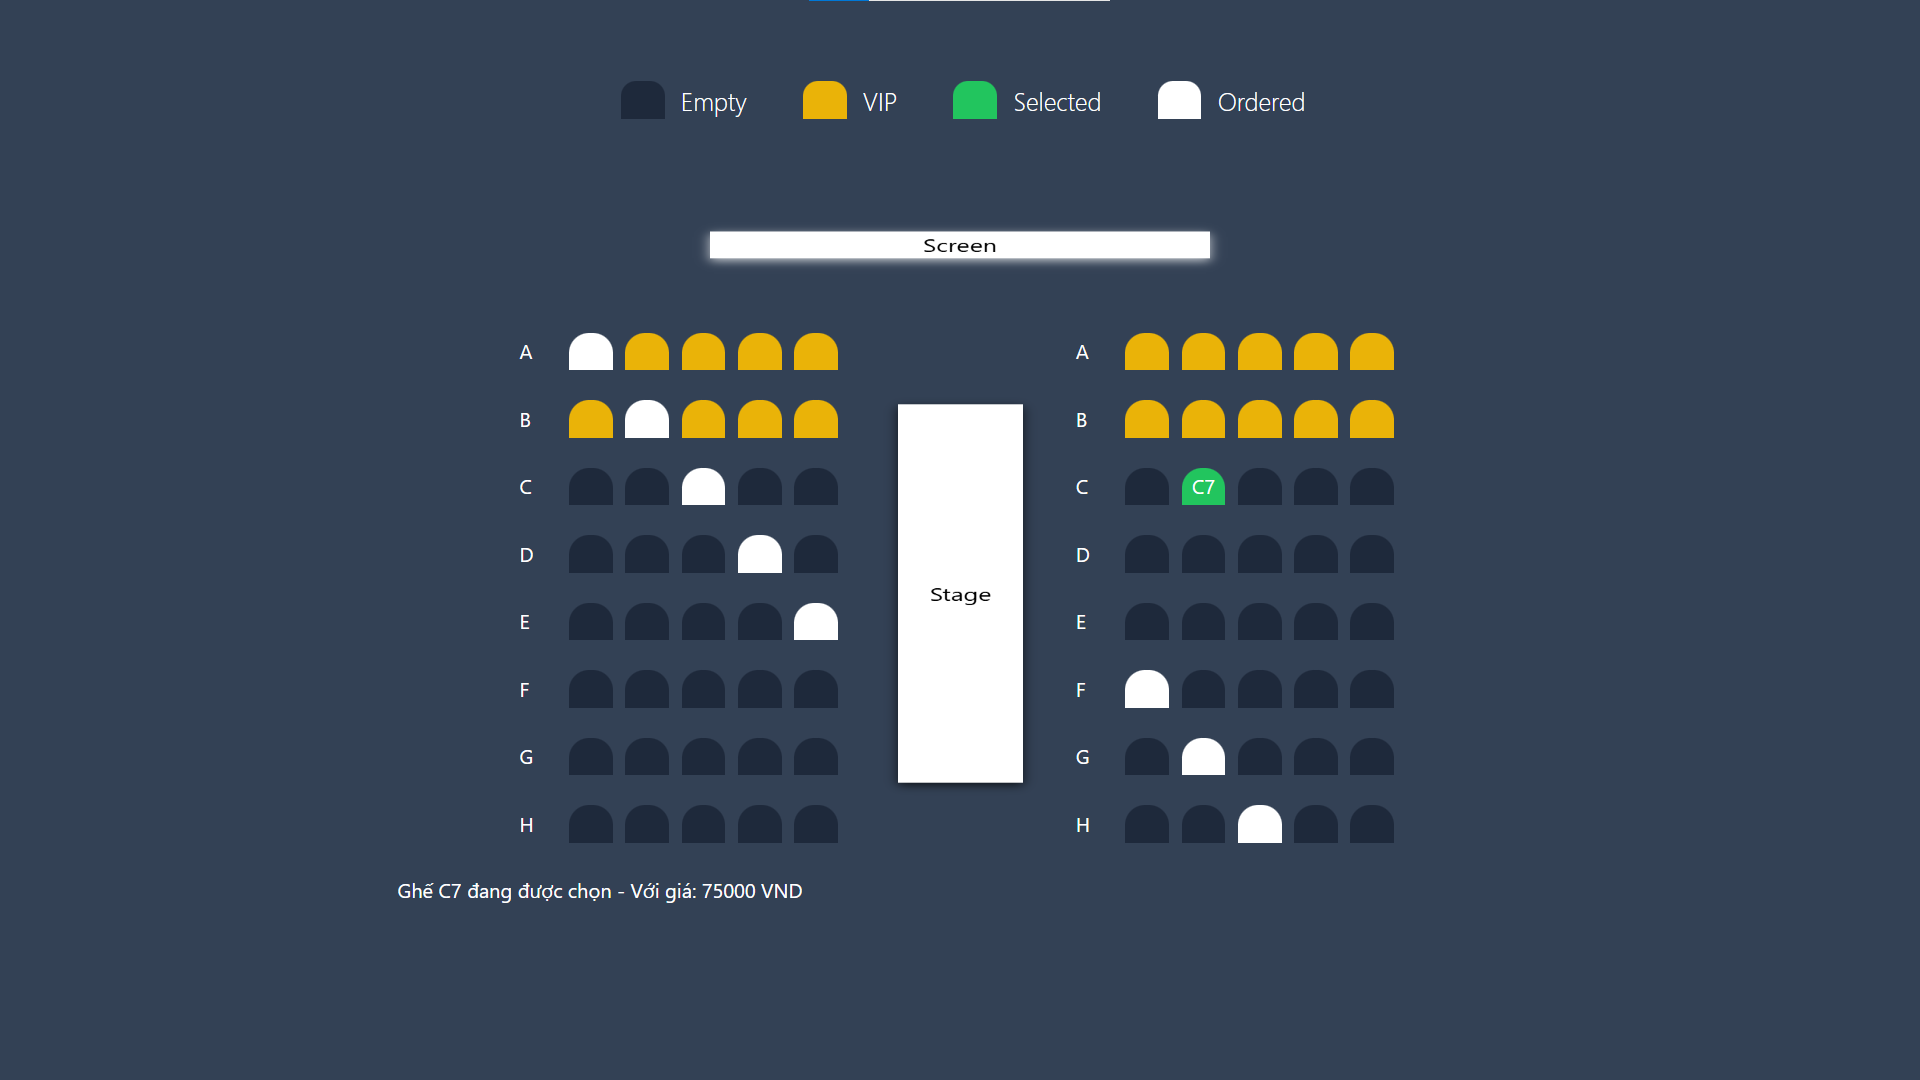 Empty VIP Selected Ordered
Screen
A A
B B
C C7 C
D D
E E
Stage
F F
G G
H H
Ghế C7 đang được chọn - Với giá: 75000 VND